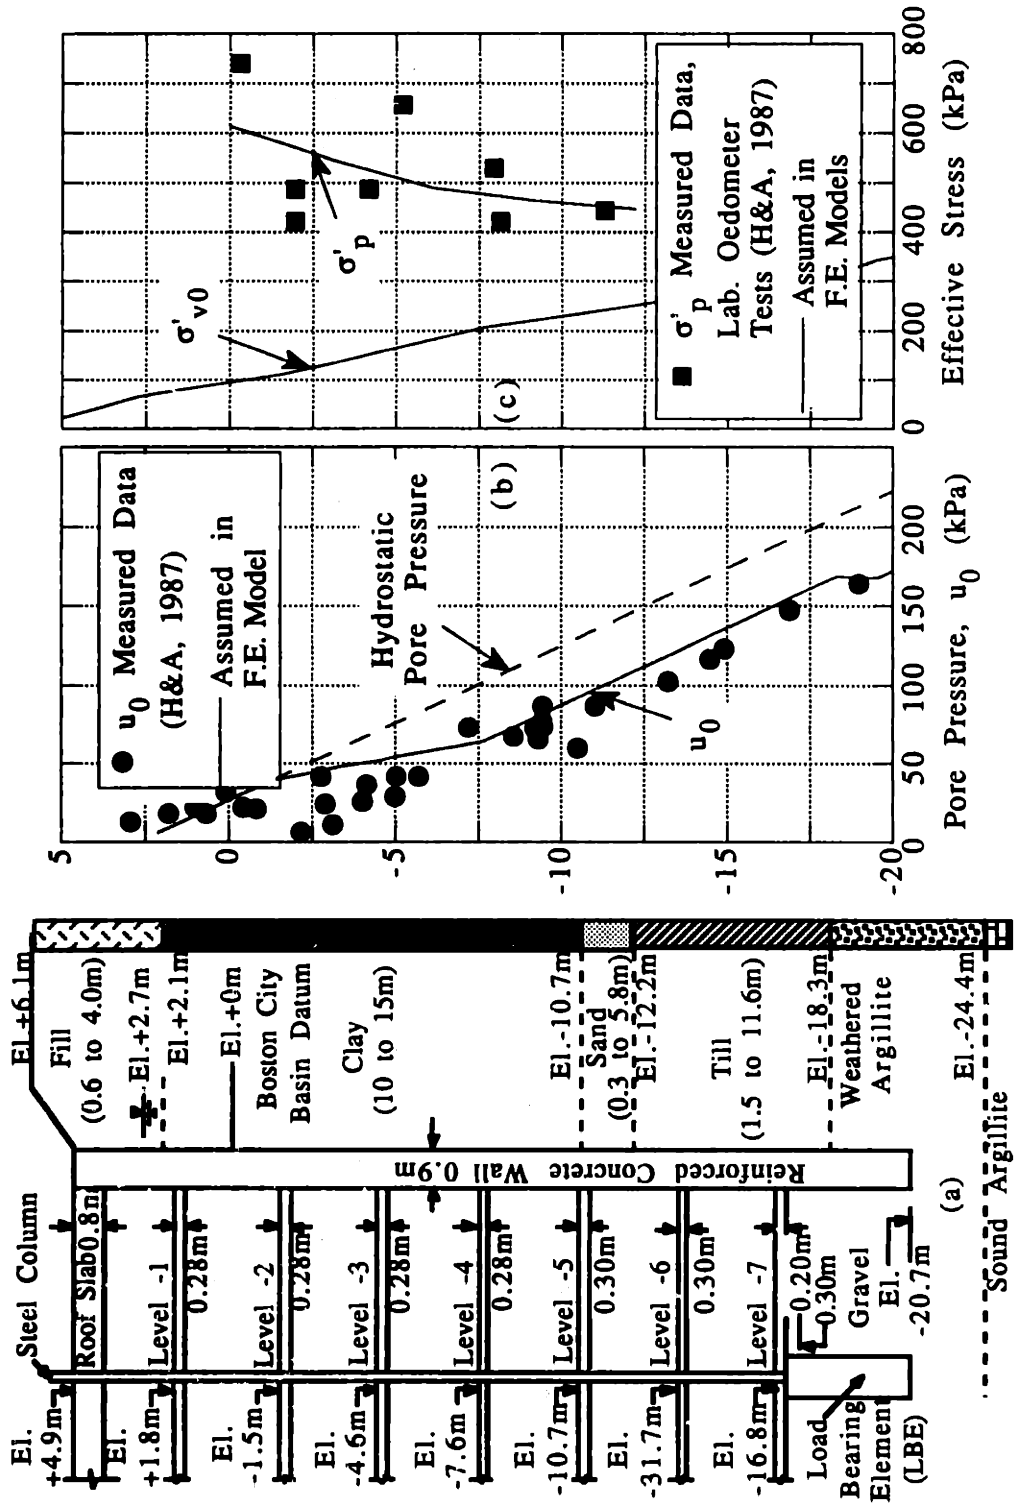 Steel Column
El.
+4.9m
Roof Slab 0.8m
El.
+1.8m
Level -1
0.28m
El.
-1.5m
Level -2
0.28m
El.
-4.6m
Level -3
0.28m
El.
-7.6m
Level -4
0.28m
El.
-10.7m
Level -5
0.30m
El.
-31.7m
Level -6
0.30m
El.
-16.8m
Level -7
0.20m
0.30m
Load
Bearing
Element
(LBE)
Gravel
El.
-20.7m
Reinforced Concrete Wall 0.9m
El.+6.1m
Fill
(0.6 to 4.0m)
El.+2.7m
El.+2.1m
El.+0m
Boston City
Basin Datum
Clay
(10 to 15m)
El.-10.7m
Sand
(0.3 to 5.8m)
El.-12.2m
Till
(1.5 to 11.6m)
El.-18.3m
Weathered
Argillite
El.-24.4m
Sound Argillite
(a)
5
0
-5
-10
-15
-20
u0 Measured Data
(H&A, 1987)
Assumed in
F.E. Model
Hydrostatic
Pore Pressure
u0
(b)
0
50
100
150
200
Pore Pressure, u0 (kPa)
σ'v0
σ'p
(c)
σ'p Measured Data,
Lab. Oedometer
Tests (H&A, 1987)
Assumed in
F.E. Models
0
200
400
600
800
Effective Stress (kPa)